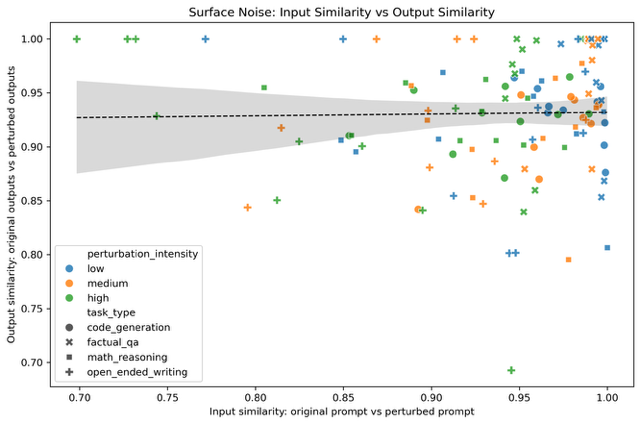 Surface Noise: Input Similarity vs Output Similarity
Output similarity: original outputs vs perturbed outputs
1.00
0.95
0.90
0.85
0.80
0.75
0.70
perturbation_intensity
low
medium
high
task_type
code_generation
factual_qa
math_reasoning
open_ended_writing
0.70 0.75 0.80 0.85 0.90 0.95 1.00
Input similarity: original prompt vs perturbed prompt